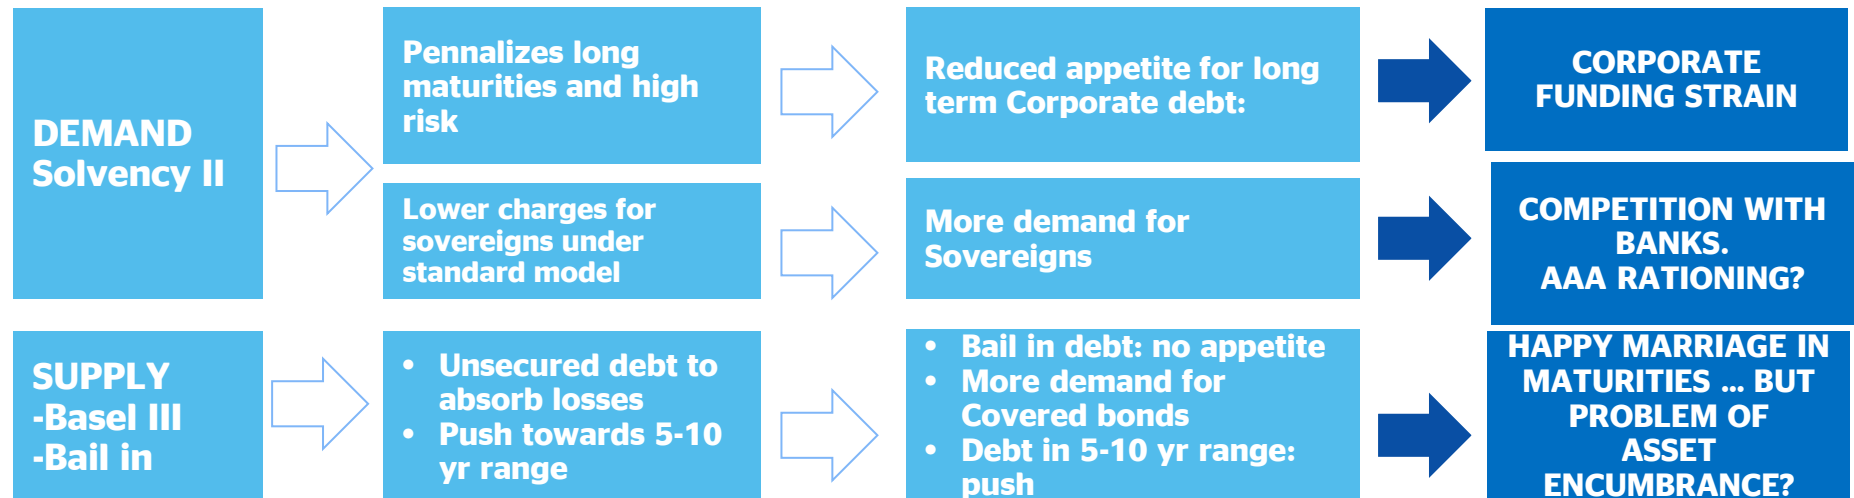 DEMAND
Solvency II
Pennalizes long
maturities and high
risk
Reduced appetite for long
term Corporate debt:
CORPORATE
FUNDING STRAIN
Lower charges for
sovereigns under
standard model
More demand for
Sovereigns
COMPETITION WITH
BANKS.
AAA RATIONING?
SUPPLY
-Basel III
-Bail in
• Unsecured debt to
absorb losses
• Push towards 5-10
yr range
• Bail in debt: no appetite
• More demand for
Covered bonds
• Debt in 5-10 yr range:
push
HAPPY MARRIAGE IN
MATURITIES ... BUT
PROBLEM OF
ASSET
ENCUMBRANCE?